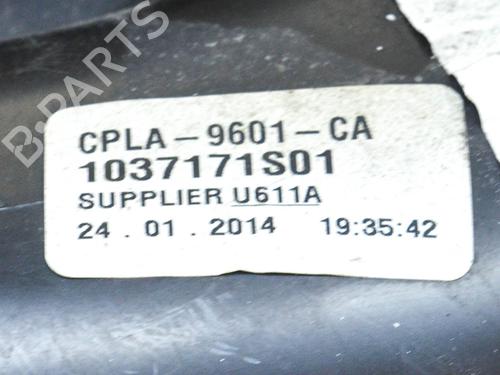 B-PARTS
CPLA-9601-CA
1037171S01
SUPPLIER U611A
24 . 01 . 2014 19:35:42